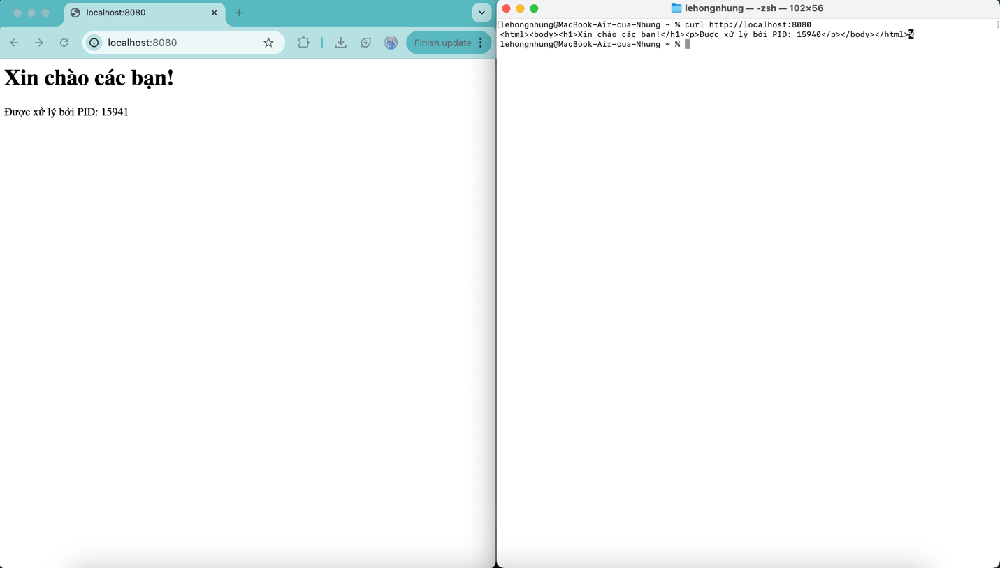 localhost:8080
localhost:8080
Finish update
Xin chào các bạn!
Được xử lý bởi PID: 15941
lehongnhung — -zsh — 102×56
[lehongnhung@MacBook-Air-cua-Nhung ~ % curl http://localhost:8080 ]
<html><body><h1>Xin chào các bạn!</h1><p>Được xử lý bởi PID: 15940</p></body></html>%
lehongnhung@MacBook-Air-cua-Nhung ~ %